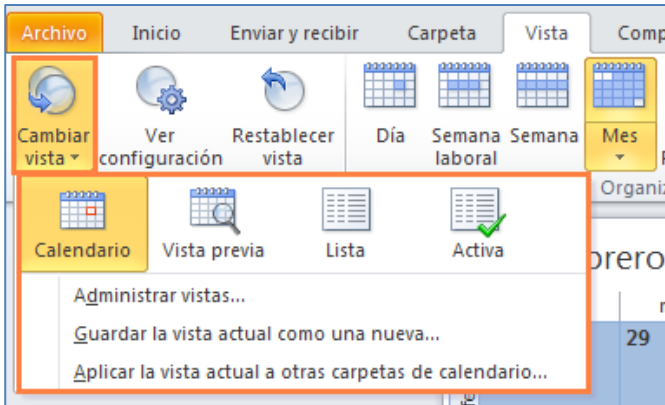 Archivo Inicio Enviar y recibir Carpeta Vista
Cambiar vista
Ver configuración
Restablecer vista
Día
Semana laboral
Semana
Mes
Calendario Vista previa Lista Activa
Administrar vistas...
Guardar la vista actual como una nueva...
Aplicar la vista actual a otras carpetas de calendario...
29